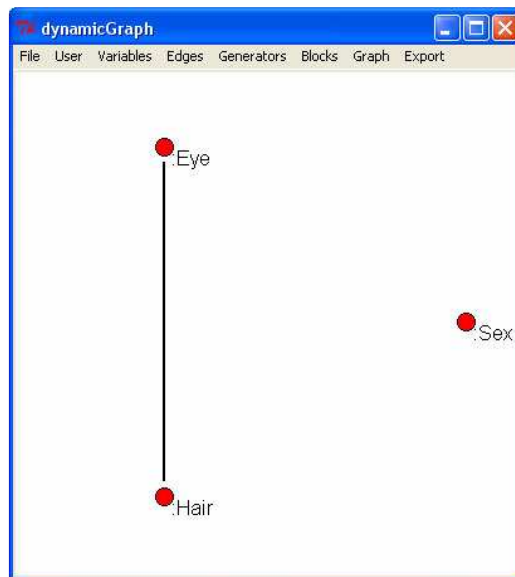 dynamicGraph
File User Variables Edges Generators Blocks Graph Export
:Eye
:Sex
:Hair